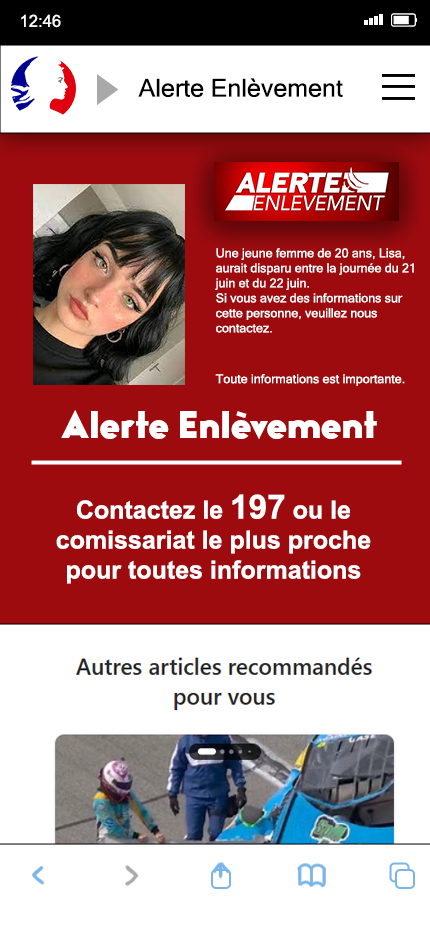 12:46
Alerte Enlèvement
ALERTE
ENLEVEMENT
Une jeune femme de 20 ans, Lisa,
aurait disparu entre la journée du 21
juin et du 22 juin.
Si vous avez des informations sur
cette personne, veuillez nous
contactez.
Toute informations est importante.
Alerte Enlèvement
Contactez le 197 ou le
comissariat le plus proche
pour toutes informations
Autres articles recommandés
pour vous